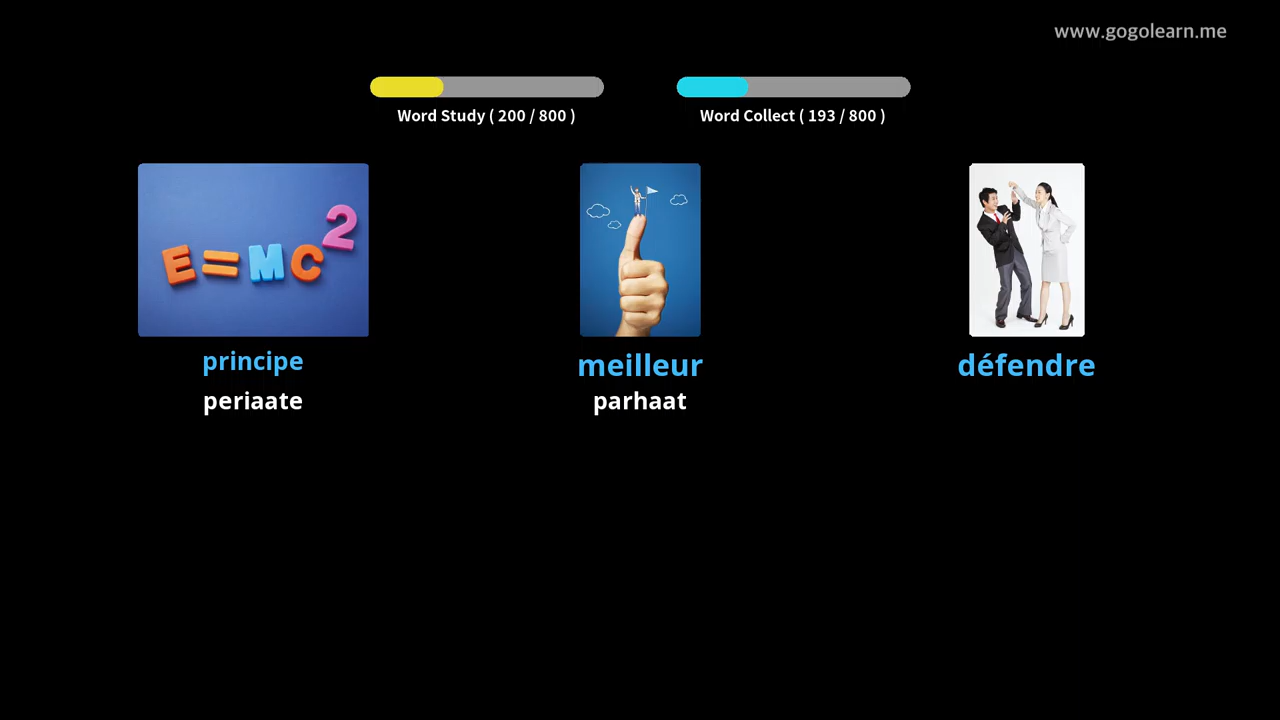 www.gogolearn.me
Word Study ( 200 / 800 )
Word Collect ( 193 / 800 )
E=MC2
principe
meilleur
défendre
periaate
parhaat